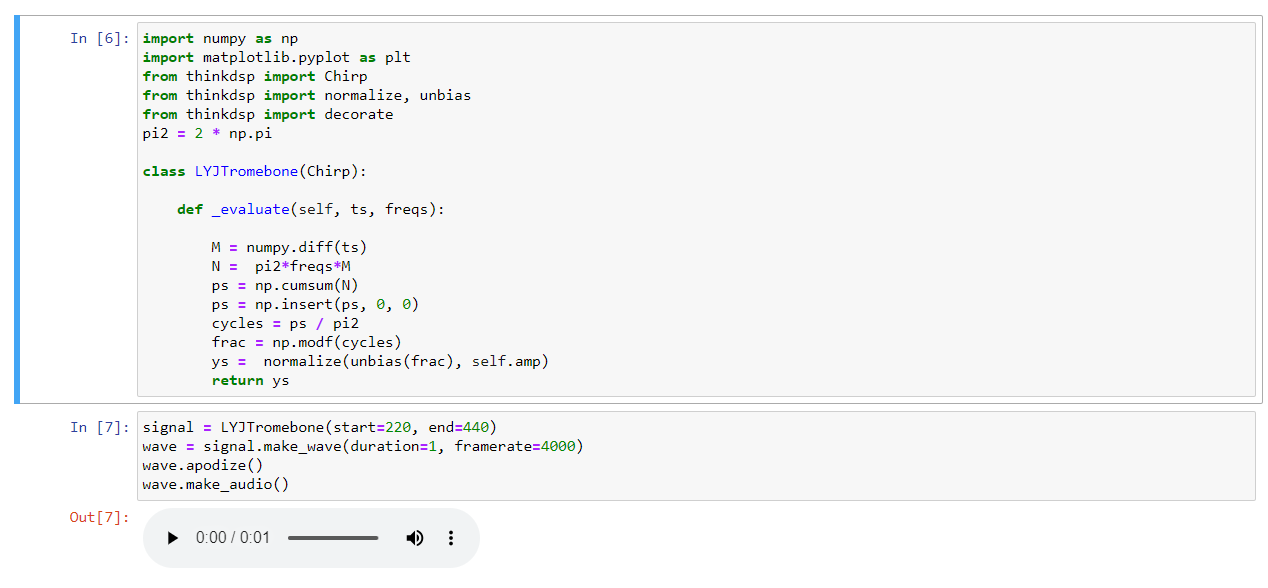 In [6]:
import numpy as np
import matplotlib.pyplot as plt
from thinkdsp import Chirp
from thinkdsp import normalize, unbias
from thinkdsp import decorate
pi2 = 2 * np.pi
class LYJTromebone(Chirp):
def _evaluate(self, ts, freqs):
M = numpy.diff(ts)
N =  pi2*freqs*M
ps = np.cumsum(N)
ps = np.insert(ps, 0, 0)
cycles = ps / pi2
frac = np.modf(cycles)
ys =  normalize(unbias(frac), self.amp)
return ys
In [7]:
signal = LYJTromebone(start=220, end=440)
wave = signal.make_wave(duration=1, framerate=4000)
wave.apodize()
wave.make_audio()
Out[7]:
0:00 / 0:01